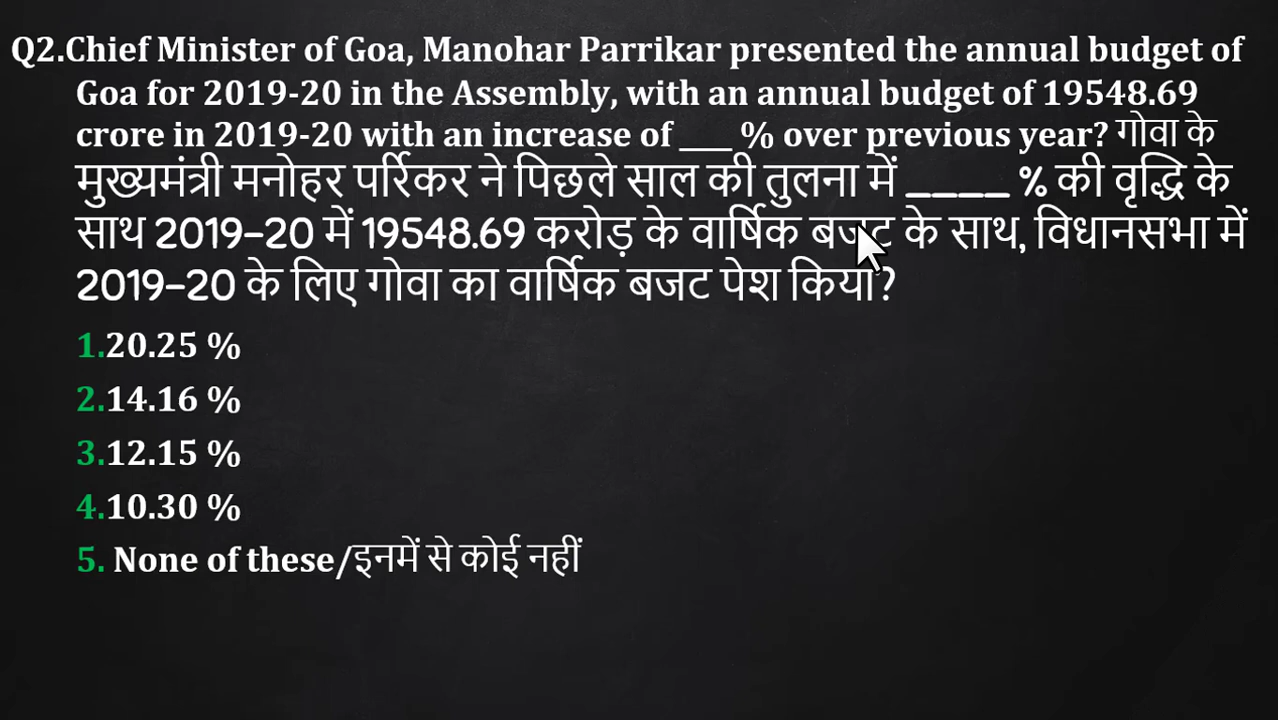 Q2.Chief Minister of Goa, Manohar Parrikar presented the annual budget of
Goa for 2019-20 in the Assembly, with an annual budget of 19548.69
crore in 2019-20 with an increase of ___ % over previous year? गोवा के
मुख्यमंत्री मनोहर पर्रिकर ने पिछले साल की तुलना में ____ % की वृद्धि के
साथ 2019-20 में 19548.69 करोड़ के वार्षिक बजट के साथ, विधानसभा में
2019-20 के लिए गोवा का वार्षिक बजट पेश किया?
1.20.25 %
2.14.16 %
3.12.15 %
4.10.30 %
5. None of these/इनमें से कोई नहीं